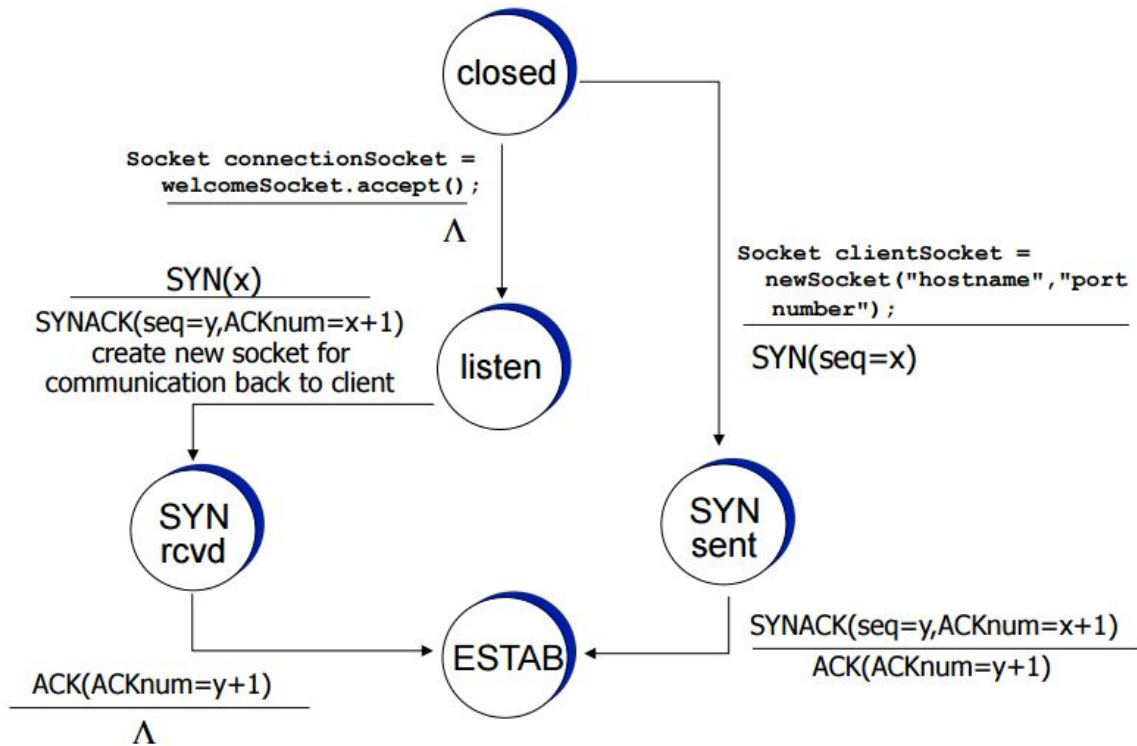 closed
Socket connectionSocket =
welcomeSocket.accept();
Λ
Socket clientSocket =
newSocket("hostname","port
number");
SYN(seq=x)
SYN(x)
SYNACK(seq=y,ACKnum=x+1)
create new socket for
communication back to client
listen
SYN
rcvd
SYN
sent
ESTAB
SYNACK(seq=y,ACKnum=x+1)
ACK(ACKnum=y+1)
ACK(ACKnum=y+1)
Λ